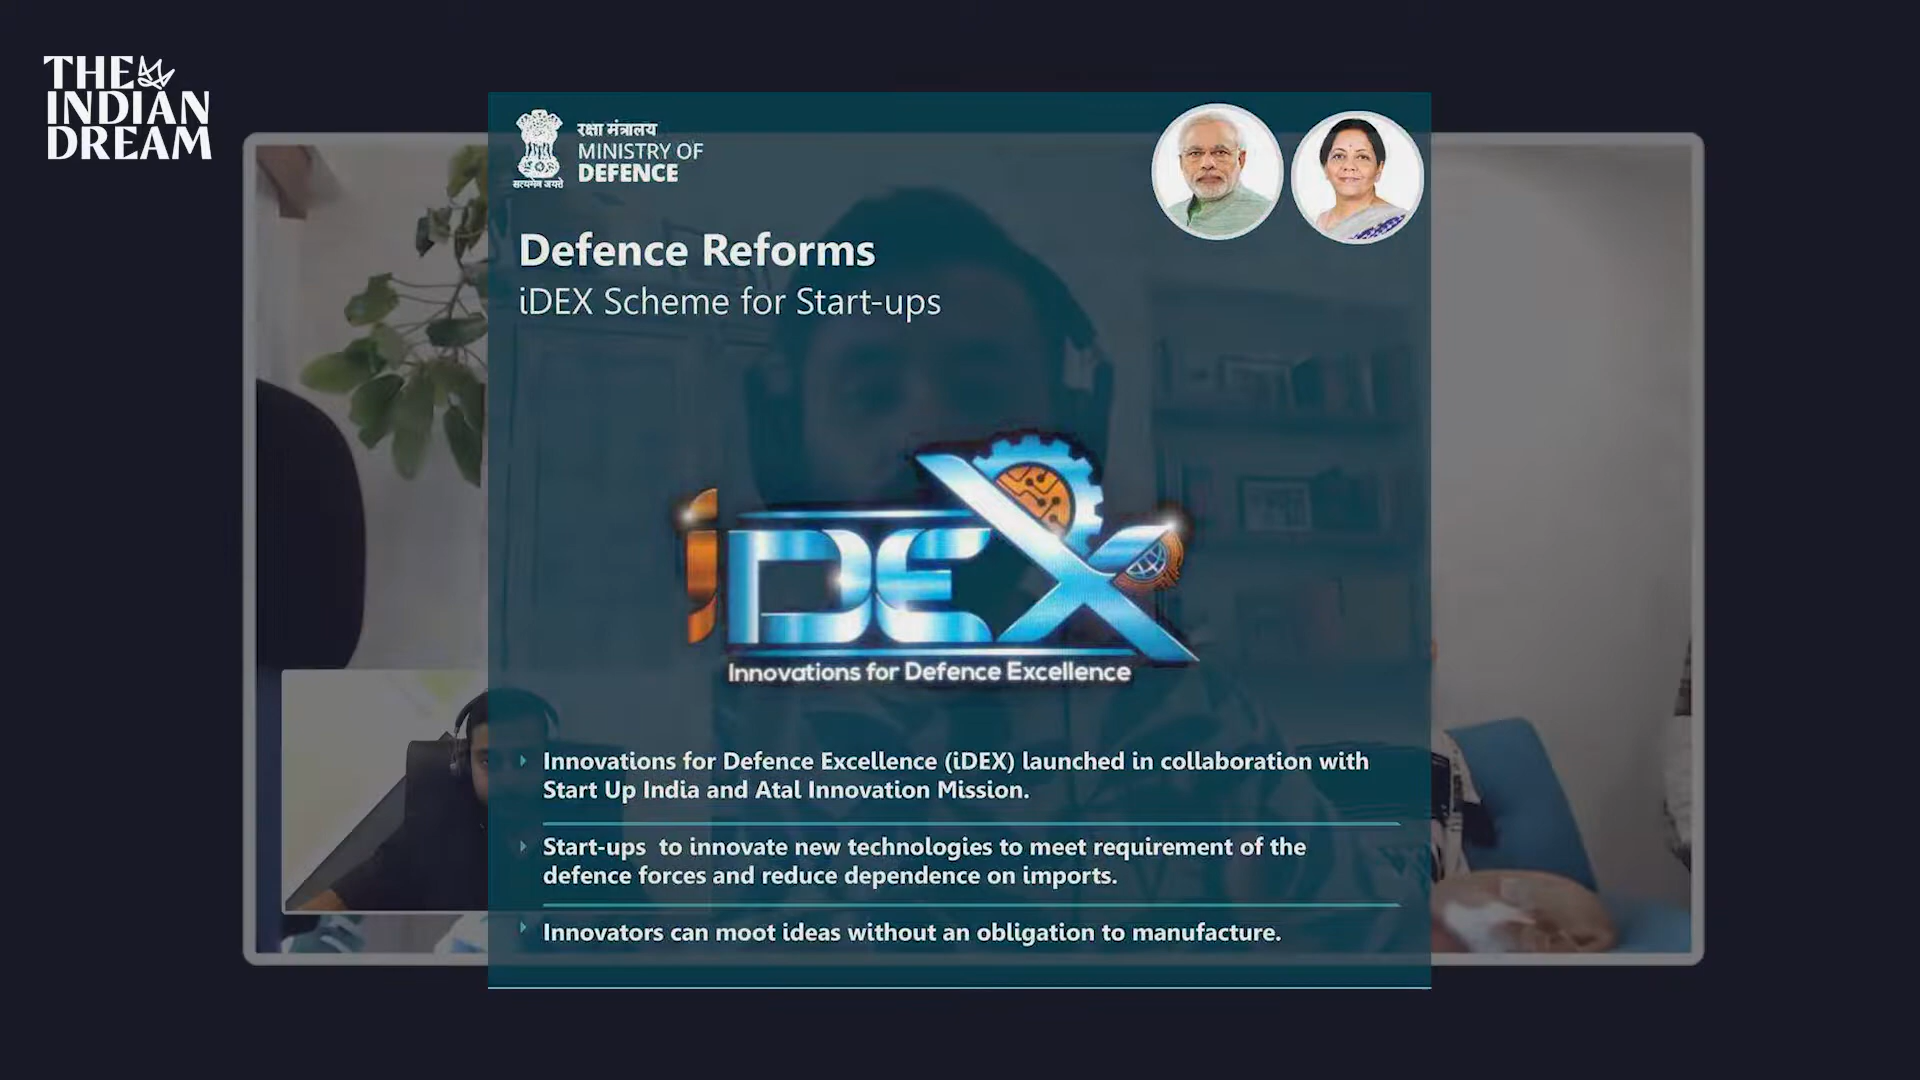 THE
INDIAN
DREAM
रक्षा मंत्रालय
MINISTRY OF
DEFENCE
सत्यमेव जयते
Defence Reforms
iDEX Scheme for Start-ups
iDEX
Innovations for Defence Excellence
Innovations for Defence Excellence (iDEX) launched in collaboration with
Start Up India and Atal Innovation Mission.
Start-ups to innovate new technologies to meet requirement of the
defence forces and reduce dependence on imports.
Innovators can moot ideas without an obligation to manufacture.